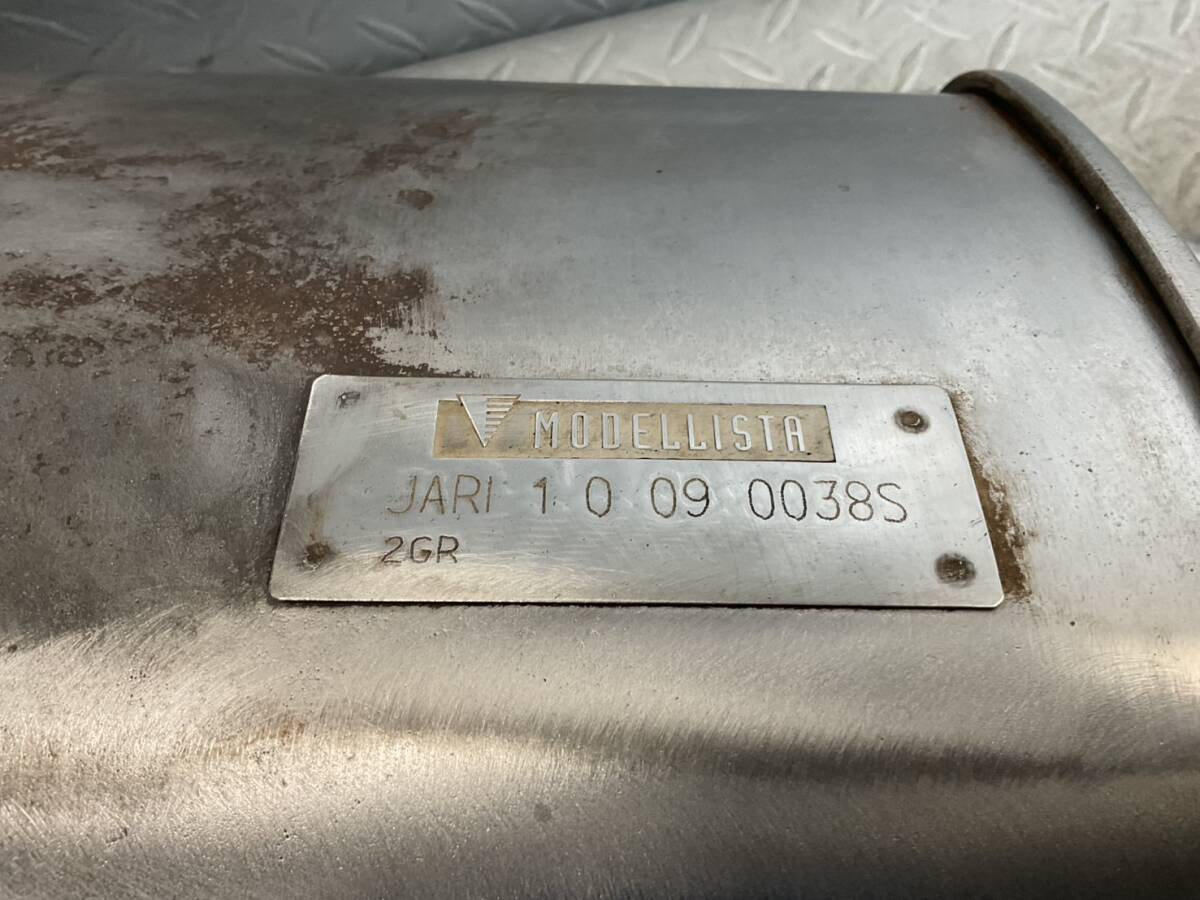 MODELLISTA
JARI 1 0 09 0038S
2GR